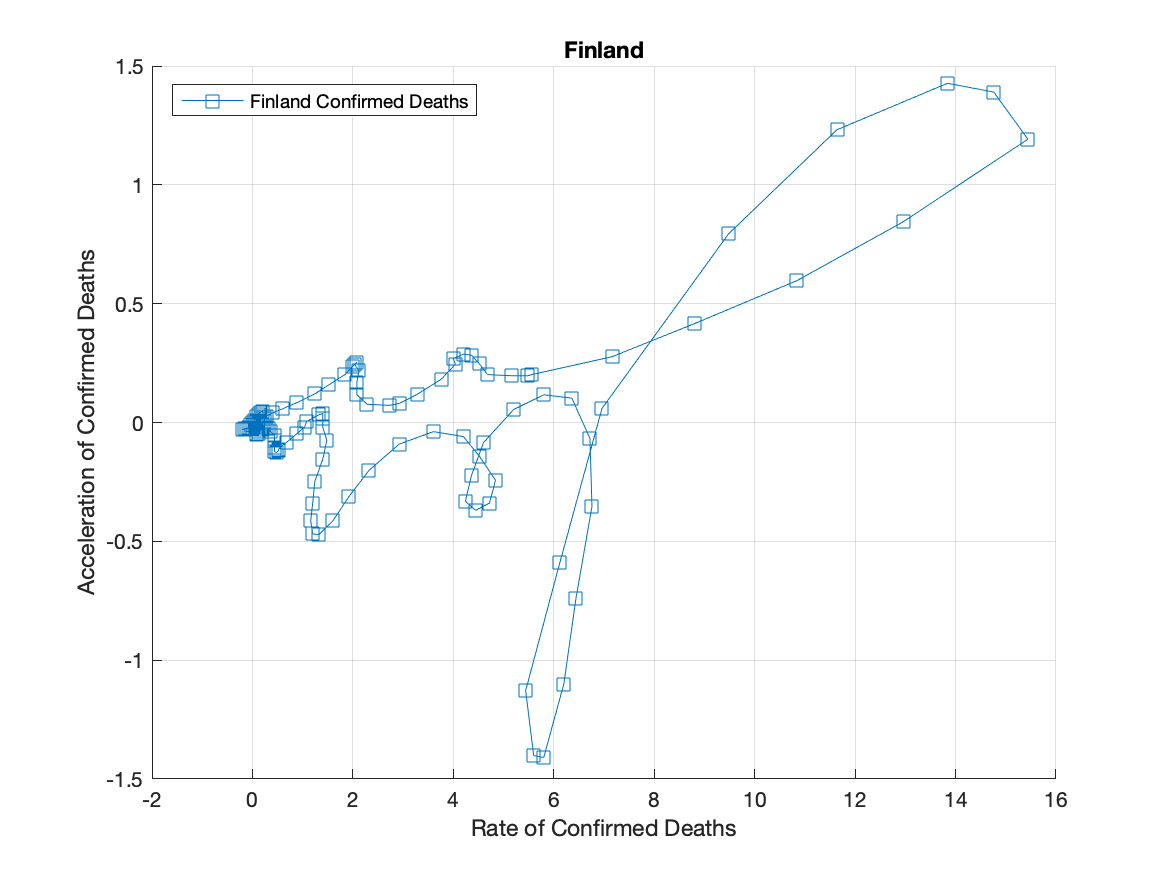 Finland
1.5
Finland Confirmed Deaths
1
0.5
0
-0.5
-1
-1.5
Acceleration of Confirmed Deaths
-2 0 2 4 6 8 10 12 14 16
Rate of Confirmed Deaths